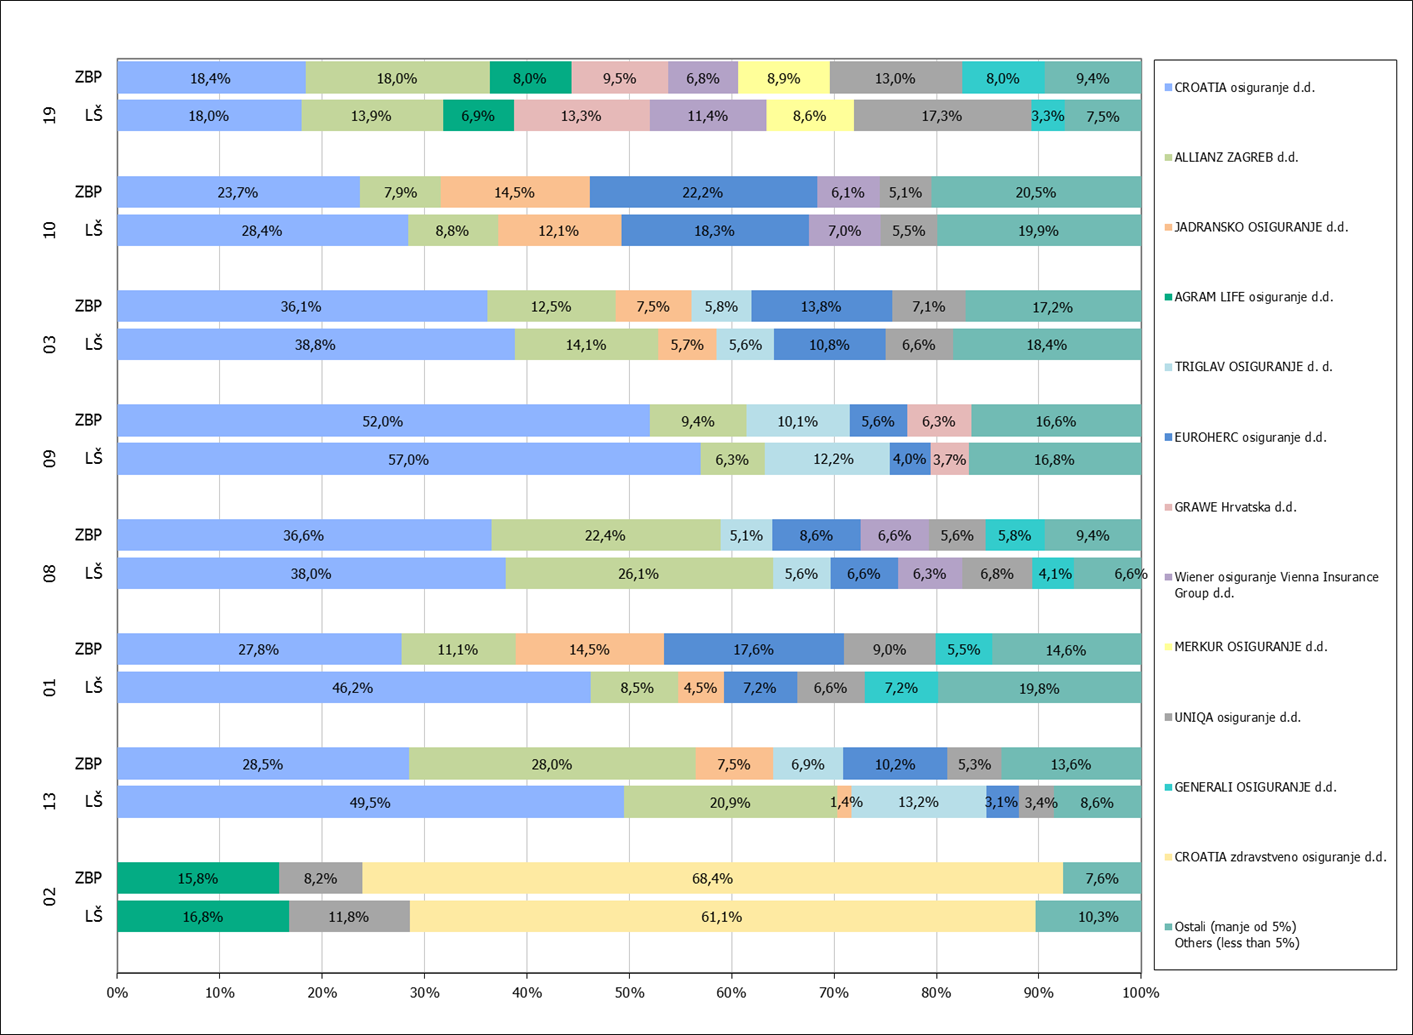 19
ZBP 18,4% 18,0% 8,0% 9,5% 6,8% 8,9% 13,0% 8,0% 9,4%
LŠ 18,0% 13,9% 6,9% 13,3% 11,4% 8,6% 17,3% 3,3% 7,5%
10
ZBP 23,7% 7,9% 14,5% 22,2% 6,1% 5,1% 20,5%
LŠ 28,4% 8,8% 12,1% 18,3% 7,0% 5,5% 19,9%
03
ZBP 36,1% 12,5% 7,5% 5,8% 13,8% 7,1% 17,2%
LŠ 38,8% 14,1% 5,7% 5,6% 10,8% 6,6% 18,4%
09
ZBP 52,0% 9,4% 10,1% 5,6% 6,3% 16,6%
LŠ 57,0% 6,3% 12,2% 4,0% 3,7% 16,8%
08
ZBP 36,6% 22,4% 5,1% 8,6% 6,6% 5,6% 5,8% 9,4%
LŠ 38,0% 26,1% 5,6% 6,6% 6,3% 6,8% 4,1% 6,6%
01
ZBP 27,8% 11,1% 14,5% 17,6% 9,0% 5,5% 14,6%
LŠ 46,2% 8,5% 4,5% 7,2% 6,6% 7,2% 19,8%
13
ZBP 28,5% 28,0% 7,5% 6,9% 10,2% 5,3% 13,6%
LŠ 49,5% 20,9% 1,4% 13,2% 3,1% 3,4% 8,6%
02
ZBP 15,8% 8,2% 68,4% 7,6%
LŠ 16,8% 11,8% 61,1% 10,3%
0% 10% 20% 30% 40% 50% 60% 70% 80% 90% 100%
CROATIA osiguranje d.d.
ALLIANZ ZAGREB d.d.
JADRANSKO OSIGURANJE d.d.
AGRAM LIFE osiguranje d.d.
TRIGLAV OSIGURANJE d. d.
EUROHERC osiguranje d.d.
GRAWE Hrvatska d.d.
Wiener osiguranje Vienna Insurance
Group d.d.
MERKUR OSIGURANJE d.d.
UNIQA osiguranje d.d.
GENERALI OSIGURANJE d.d.
CROATIA zdravstveno osiguranje d.d.
Ostali (manje od 5%)
Others (less than 5%)